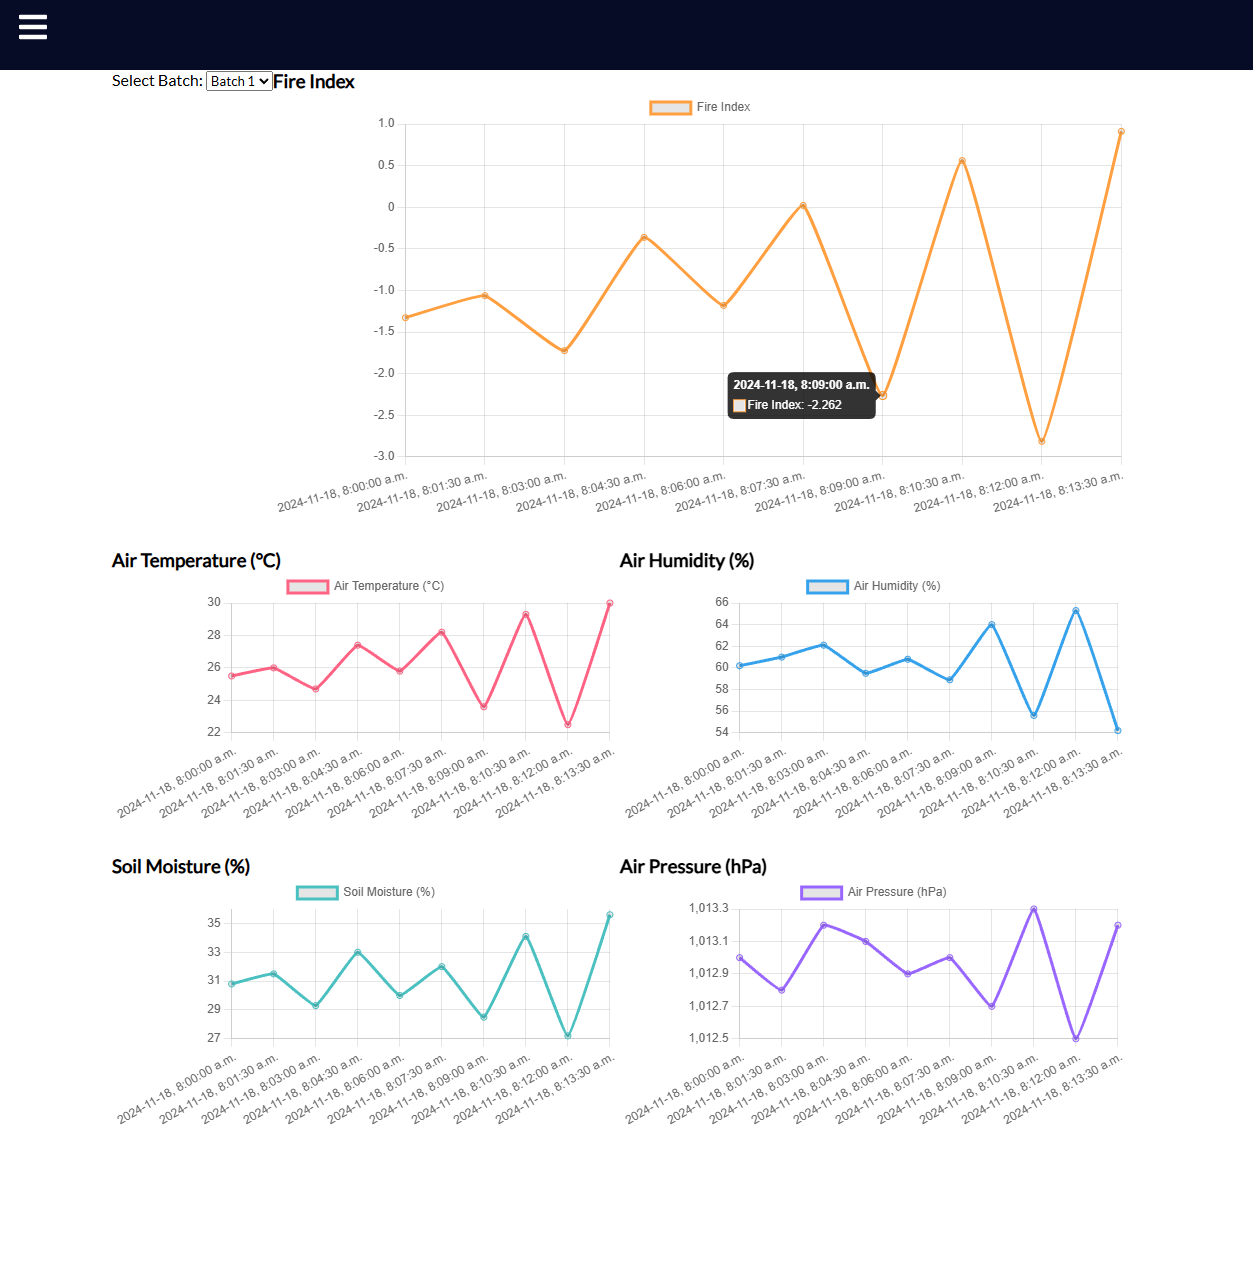 Select Batch: Batch 1 Fire Index
Fire Index
1.0
0.5
0
-0.5
-1.0
-1.5
-2.0
-2.5
-3.0
2024-11-18, 8:09:00 a.m.
Fire Index: -2.262
2024-11-18, 8:00:00 a.m.
2024-11-18, 8:01:30 a.m.
2024-11-18, 8:03:00 a.m.
2024-11-18, 8:04:30 a.m.
2024-11-18, 8:06:00 a.m.
2024-11-18, 8:07:30 a.m.
2024-11-18, 8:09:00 a.m.
2024-11-18, 8:10:30 a.m.
2024-11-18, 8:12:00 a.m.
2024-11-18, 8:13:30 a.m.
Air Temperature (°C)
Air Temperature (°C)
30
28
26
24
22
2024-11-18, 8:00:00 a.m.
2024-11-18, 8:01:30 a.m.
2024-11-18, 8:03:00 a.m.
2024-11-18, 8:04:30 a.m.
2024-11-18, 8:06:00 a.m.
2024-11-18, 8:07:30 a.m.
2024-11-18, 8:09:00 a.m.
2024-11-18, 8:10:30 a.m.
2024-11-18, 8:12:00 a.m.
2024-11-18, 8:13:30 a.m.
Air Humidity (%)
Air Humidity (%)
66
64
62
60
58
56
54
2024-11-18, 8:00:00 a.m.
2024-11-18, 8:01:30 a.m.
2024-11-18, 8:03:00 a.m.
2024-11-18, 8:04:30 a.m.
2024-11-18, 8:06:00 a.m.
2024-11-18, 8:07:30 a.m.
2024-11-18, 8:09:00 a.m.
2024-11-18, 8:10:30 a.m.
2024-11-18, 8:12:00 a.m.
2024-11-18, 8:13:30 a.m.
Soil Moisture (%)
Soil Moisture (%)
35
33
31
29
27
2024-11-18, 8:00:00 a.m.
2024-11-18, 8:01:30 a.m.
2024-11-18, 8:03:00 a.m.
2024-11-18, 8:04:30 a.m.
2024-11-18, 8:06:00 a.m.
2024-11-18, 8:07:30 a.m.
2024-11-18, 8:09:00 a.m.
2024-11-18, 8:10:30 a.m.
2024-11-18, 8:12:00 a.m.
2024-11-18, 8:13:30 a.m.
Air Pressure (hPa)
Air Pressure (hPa)
1,013.3
1,013.1
1,012.9
1,012.7
1,012.5
2024-11-18, 8:00:00 a.m.
2024-11-18, 8:01:30 a.m.
2024-11-18, 8:03:00 a.m.
2024-11-18, 8:04:30 a.m.
2024-11-18, 8:06:00 a.m.
2024-11-18, 8:07:30 a.m.
2024-11-18, 8:09:00 a.m.
2024-11-18, 8:10:30 a.m.
2024-11-18, 8:12:00 a.m.
2024-11-18, 8:13:30 a.m.